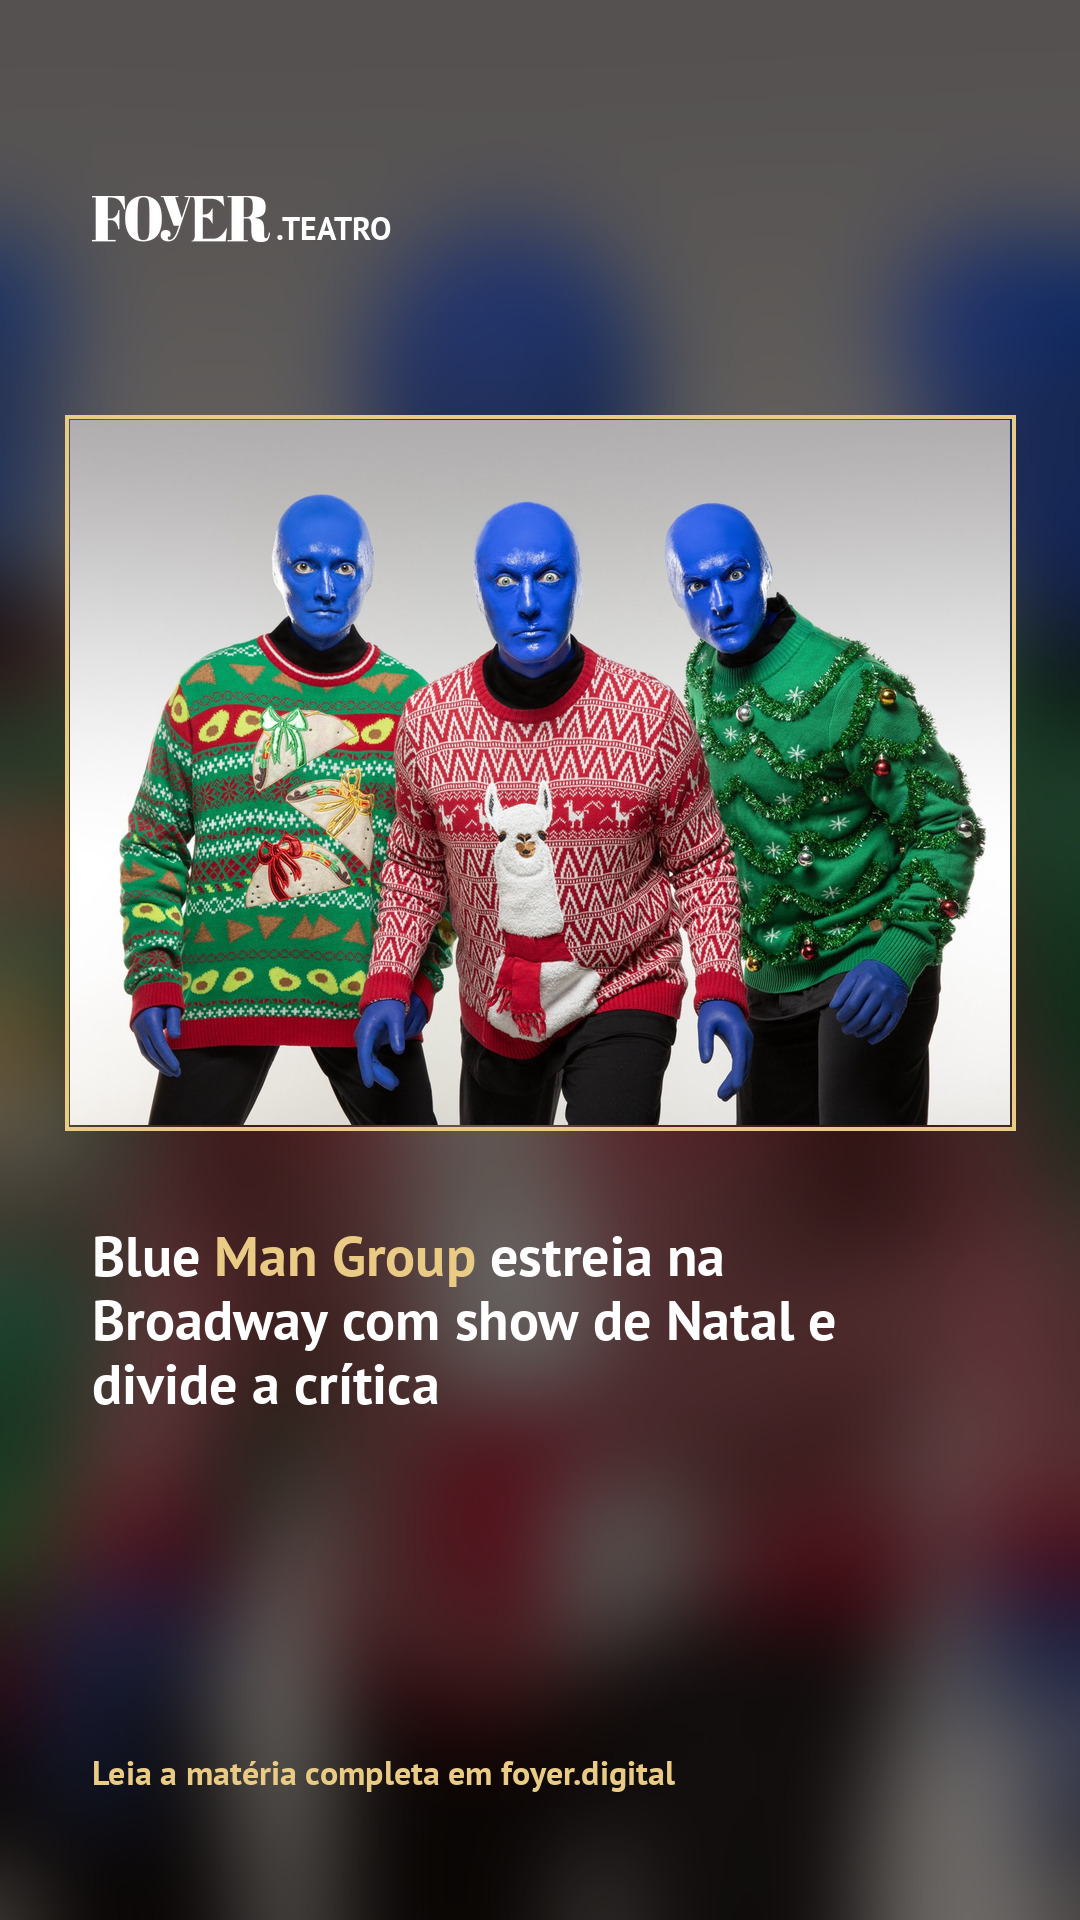 FOYER.TEATRO
Blue Man Group estreia na
Broadway com show de Natal e
divide a crítica
Leia a matéria completa em foyer.digital